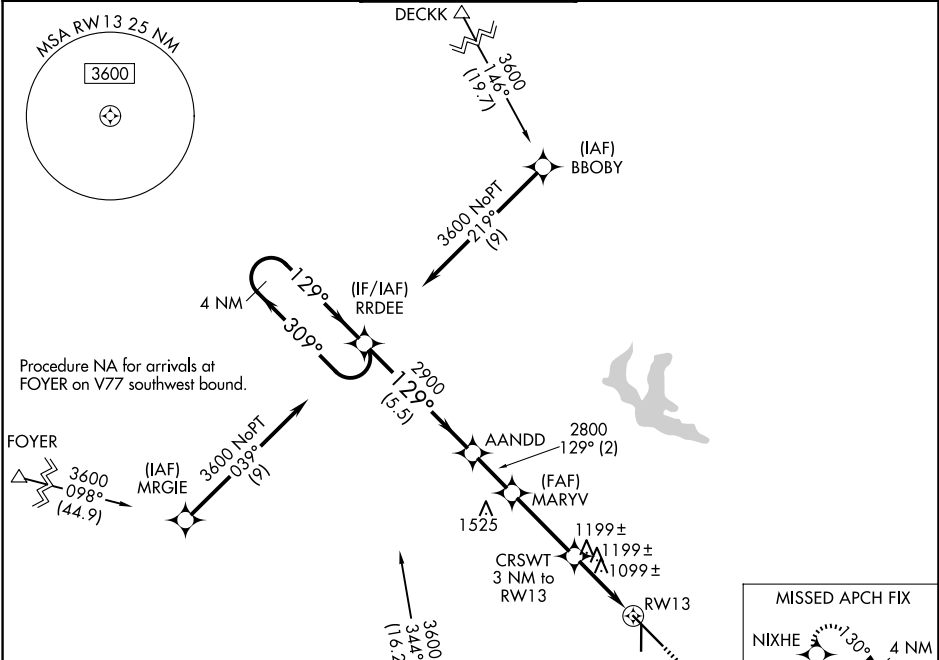 MSA RW13 25 NM
3600
DECKK
3600
146°
(19.7)
(IAF)
BBOBY
3600 NoPT
219°
(9)
129°
4 NM
309°
(IF/IAF)
RRDEE
Procedure NA for arrivals at
FOYER on V77 southwest bound.
2900
129°
(5.5)
FOYER
3600
098°
(44.9)
(IAF)
MRGIE
3600 NoPT
039°
(9)
AANDD
2800
129° (2)
(FAF)
MARYV
1525
1199±
1199±
1099±
CRSWT
3 NM to
RW13
RW13
3600
344°
(16.2
MISSED APCH FIX
NIXHE
130°
4 NM